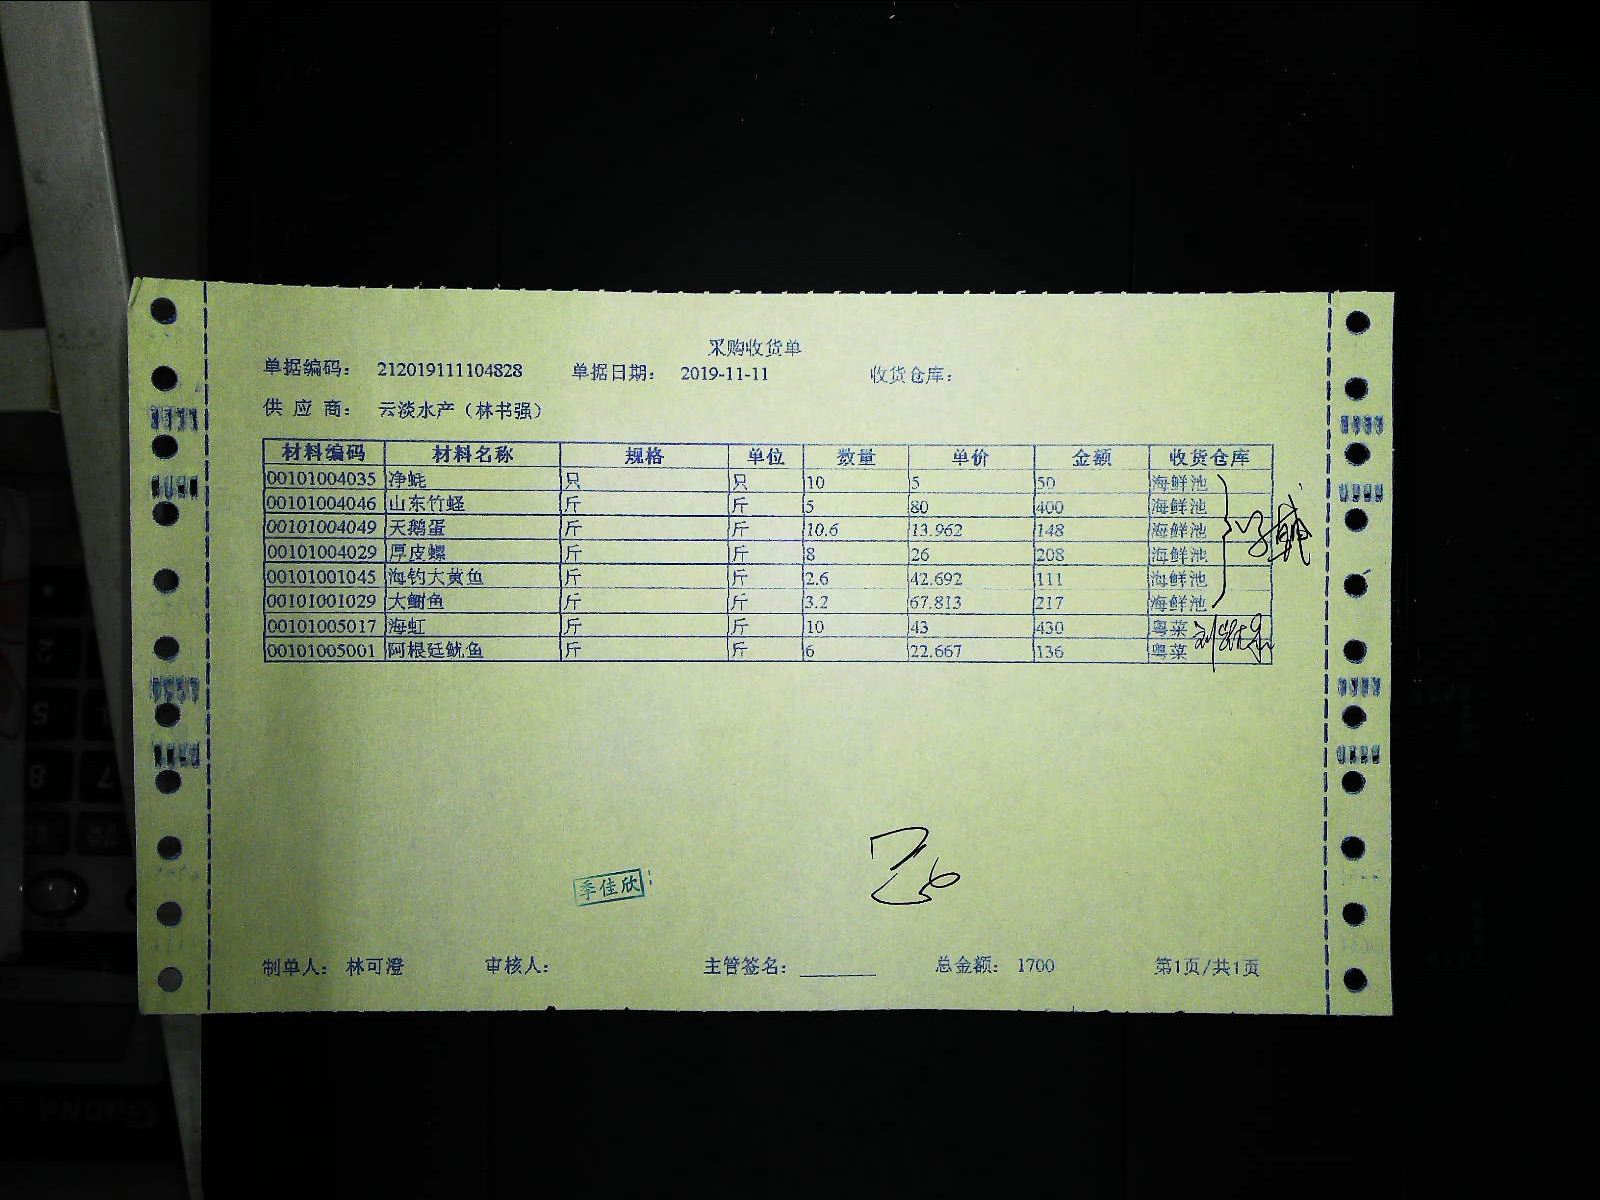 采购收货单
单据编码： 212019111104828 单据日期： 2019-11-11 收货仓库：
供 应 商： 云淡水产（林书强）
材料编码 材料名称 规格 单位 数量 单价 金额 收货仓库
00101004035 净蚝 只 只 10 5 50 海鲜池
00101004046 山东竹蛏 斤 斤 5 80 400 海鲜池
00101004049 天鹅蛋 斤 斤 10.6 13.962 148 海鲜池
00101004029 厚皮螺 斤 斤 8 26 208 海鲜池
00101001045 海钓大黄鱼 斤 斤 2.6 42.692 111 海鲜池
00101001029 大鲥鱼 斤 斤 3.2 67.813 217 海鲜池
00101005017 海虹 斤 斤 10 43 430 粤菜
00101005001 阿根廷鱿鱼 斤 斤 6 22.667 136 粤菜
季佳欣
制单人： 林可澄 审核人： 主管签名： ________ 总金额： 1700 第1页/共1页